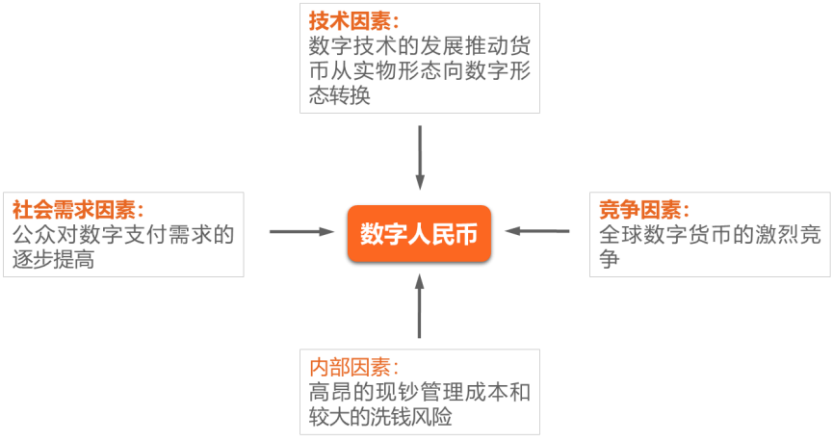 技术因素：
数字技术的发展推动货
币从实物形态向数字形
态转换
社会需求因素：
公众对数字支付需求的
逐步提高
数字人民币
竞争因素：
全球数字货币的激烈竞
争
内部因素：
高昂的现钞管理成本和
较大的洗钱风险